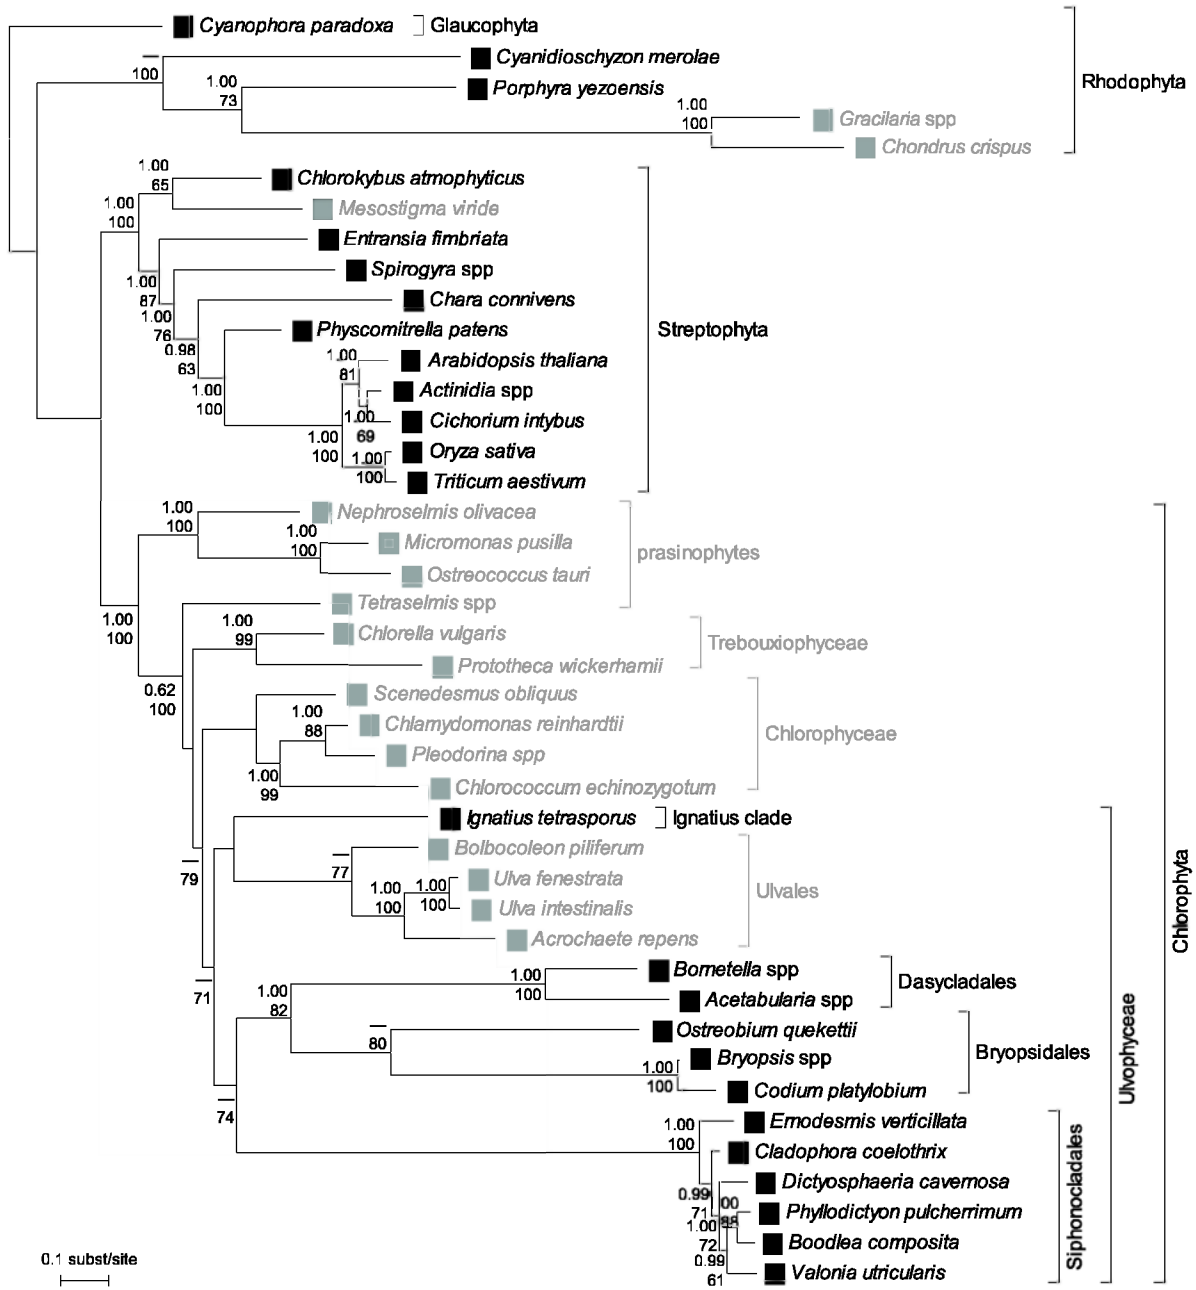 Cyanophora paradoxa
Glaucophyta
Cyanidioschyzon merolae
100
Porphyra yezoensis
1.00
73
Rhodophyta
1.00
100
Gracilaria spp
Chondrus crispus
1.00
65
Chlorokybus atmophyticus
1.00
100
Mesostigma viride
Entransia fimbriata
1.00
87
Spirogyra spp
1.00
76
Chara connivens
0.98
63
Physcomitrella patens
Streptophyta
1.00
81
Arabidopsis thaliana
1.00
100
Actinidia spp
1.00
69
Cichorium intybus
1.00
100
Oryza sativa
1.00
100
Triticum aestivum
1.00
100
Nephroselmis olivacea
1.00
100
Micromonas pusilla
prasinophytes
Ostreococcus tauri
Tetraselmis spp
1.00
100
1.00
99
Chlorella vulgaris
Trebouxiophyceae
Prototheca wickerhamii
0.62
100
Scenedesmus obliquus
1.00
88
Chlamydomonas reinhardtii
Chlorophyceae
Pleodorina spp
1.00
99
Chlorococcum echinozygotum
Ignatius tetrasporus
Ignatius clade
Bolbocoleon piliferum
79
77
Ulva fenestrata
1.00
100
1.00
100
Ulvales
Ulva intestinalis
Acrochaete repens
Chlorophyta
Bornetella spp
1.00
100
71
1.00
82
Dasycladales
Acetabularia spp
Ostreobium quekettii
80
Bryopsidales
Bryopsis spp
1.00
100
Codium platylobium
Ulvophyceae
74
Ernodesmis verticillata
1.00
100
Cladophora coelothrix
Dictyosphaeria cavernosa
0.99
71
00
88
Phyllodictyon pulcherrimum
Siphonocladales
1.00
72
Boodlea composita
0.99
61
Valonia utricularis
0.1 subst/site